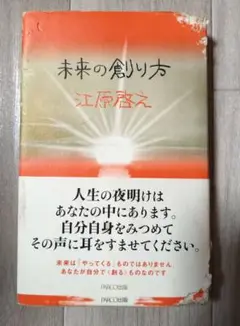 未来の創り方
江原啓之
人生の夜明けは
あなたの中にあります。
自分自身をみつめて
その声に耳をすませてください。
未来は「やってくる」ものではありません。
あなたが自分で「創る」ものなのです
PARCO出版
PARCO出版